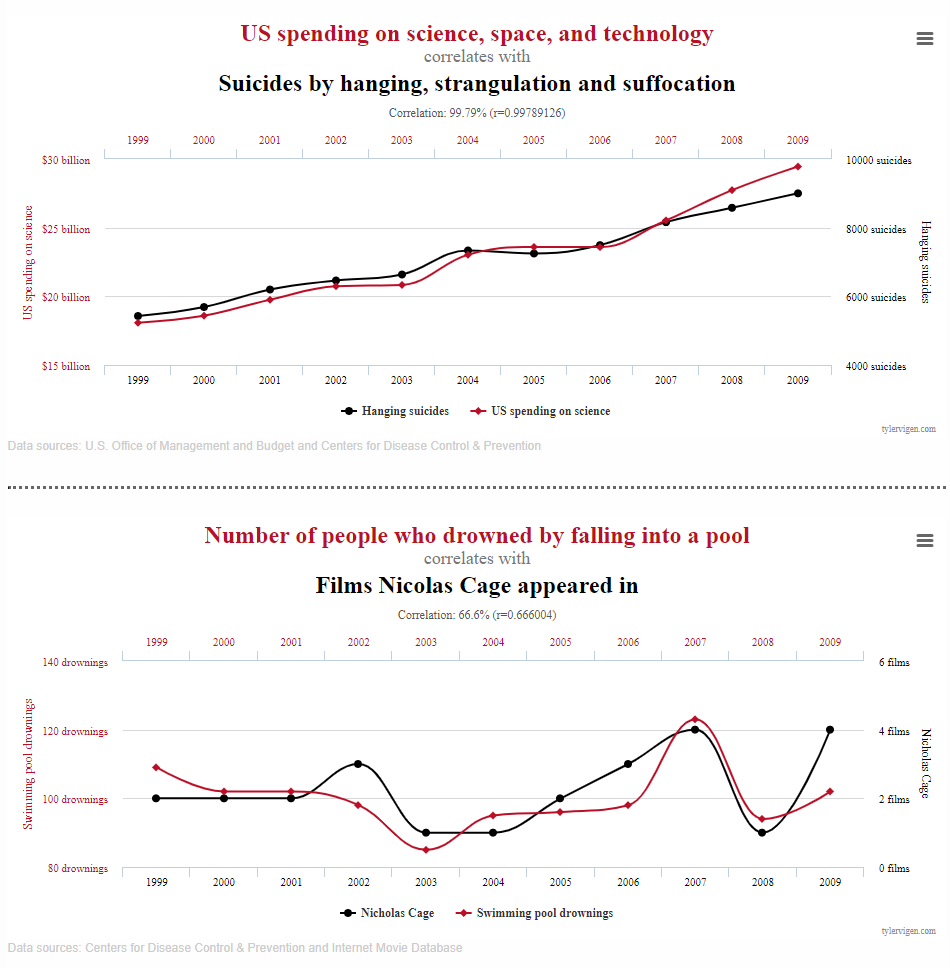 US spending on science, space, and technology
correlates with
Suicides by hanging, strangulation and suffocation
Correlation: 99.79% (r=0.99789126)
1999 2000 2001 2002 2003 2004 2005 2006 2007 2008 2009
US spending on science
$30 billion
$25 billion
$20 billion
$15 billion
Hanging suicides
10000 suicides
8000 suicides
6000 suicides
4000 suicides
1999 2000 2001 2002 2003 2004 2005 2006 2007 2008 2009
Hanging suicides US spending on science
tylervigen.com
Data sources: U.S. Office of Management and Budget and Centers for Disease Control & Prevention
Number of people who drowned by falling into a pool
correlates with
Films Nicolas Cage appeared in
Correlation: 66.6% (r=0.666004)
1999 2000 2001 2002 2003 2004 2005 2006 2007 2008 2009
Swimming pool drownings
140 drownings
120 drownings
100 drownings
80 drownings
Nicholas Cage
6 films
4 films
2 films
0 films
1999 2000 2001 2002 2003 2004 2005 2006 2007 2008 2009
Nicholas Cage Swimming pool drownings
tylervigen.com
Data sources: Centers for Disease Control & Prevention and Internet Movie Database